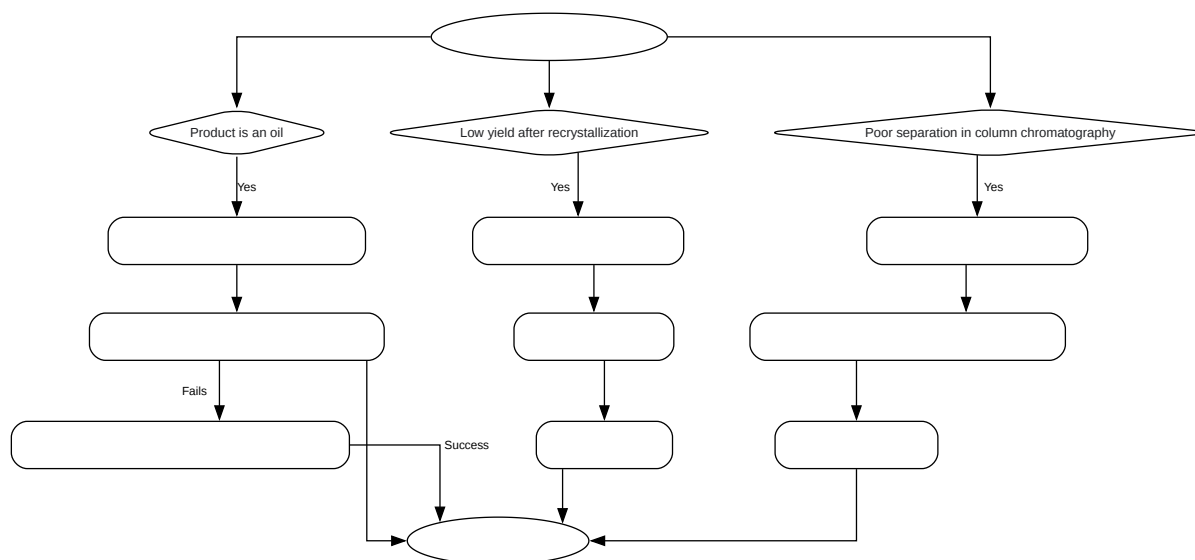 Product is an oil
Low yield after recrystallization
Poor separation in column chromatography
Yes
Yes
Yes
Fails
Success